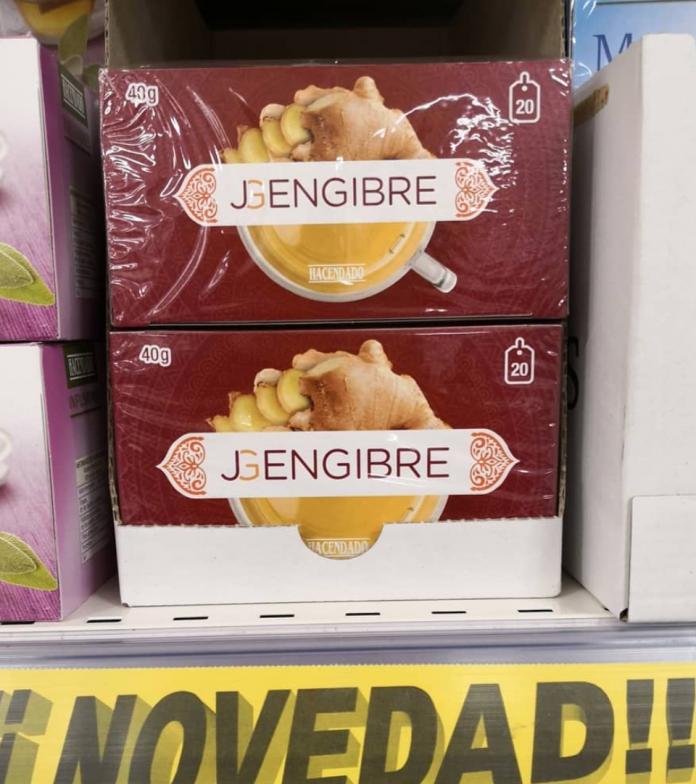 40g
20
JGENGIBRE
HACENDADO
40g
20
JGENGIBRE
HACENDADO
¡¡NOVEDAD!!